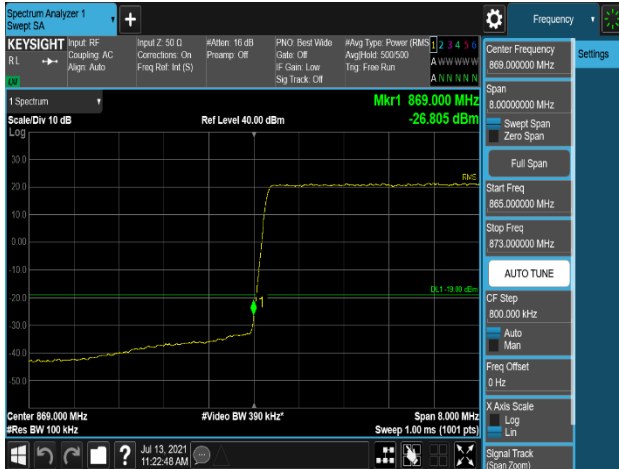 Spectrum Analyzer 1
Swept SA
+
Frequency
KEYSIGHT
RL
LV
Input: RF
Coupling: AC
Align: Auto
Input Z: 50 Ω
Corrections: On
Freq Ref: Int (S)
#Atten: 16 dB
Preamp: Off
PNO: Best Wide
Gate: Off
IF Gain: Low
Sig Track: Off
#Avg Type: Power (RMS
Avg|Hold: 500/500
Trig: Free Run
1 2 3 4 5 6
A W W W W W
A N N N N N
1 Spectrum
Scale/Div 10 dB
Ref Level 40.00 dBm
Mkr1 869.000 MHz
-26.805 dBm
Log
30.0
20.0
10.0
0.00
-10.0
-20.0
-30.0
-40.0
-50.0
RMS
DL1 -19.00 dBm
1
Center 869.000 MHz
#Res BW 100 kHz
#Video BW 390 kHz*
Span 8.000 MHz
Sweep 1.00 ms (1001 pts)
Jul 13, 2021
11:22:48 AM
?
Center Frequency
869.000000 MHz
Settings
Span
8.00000000 MHz
Swept Span
Zero Span
Full Span
Start Freq
865.000000 MHz
Stop Freq
873.000000 MHz
AUTO TUNE
CF Step
800.000 kHz
Auto
Man
Freq Offset
0 Hz
X Axis Scale
Log
Lin
Signal Track
(Span Zoom)